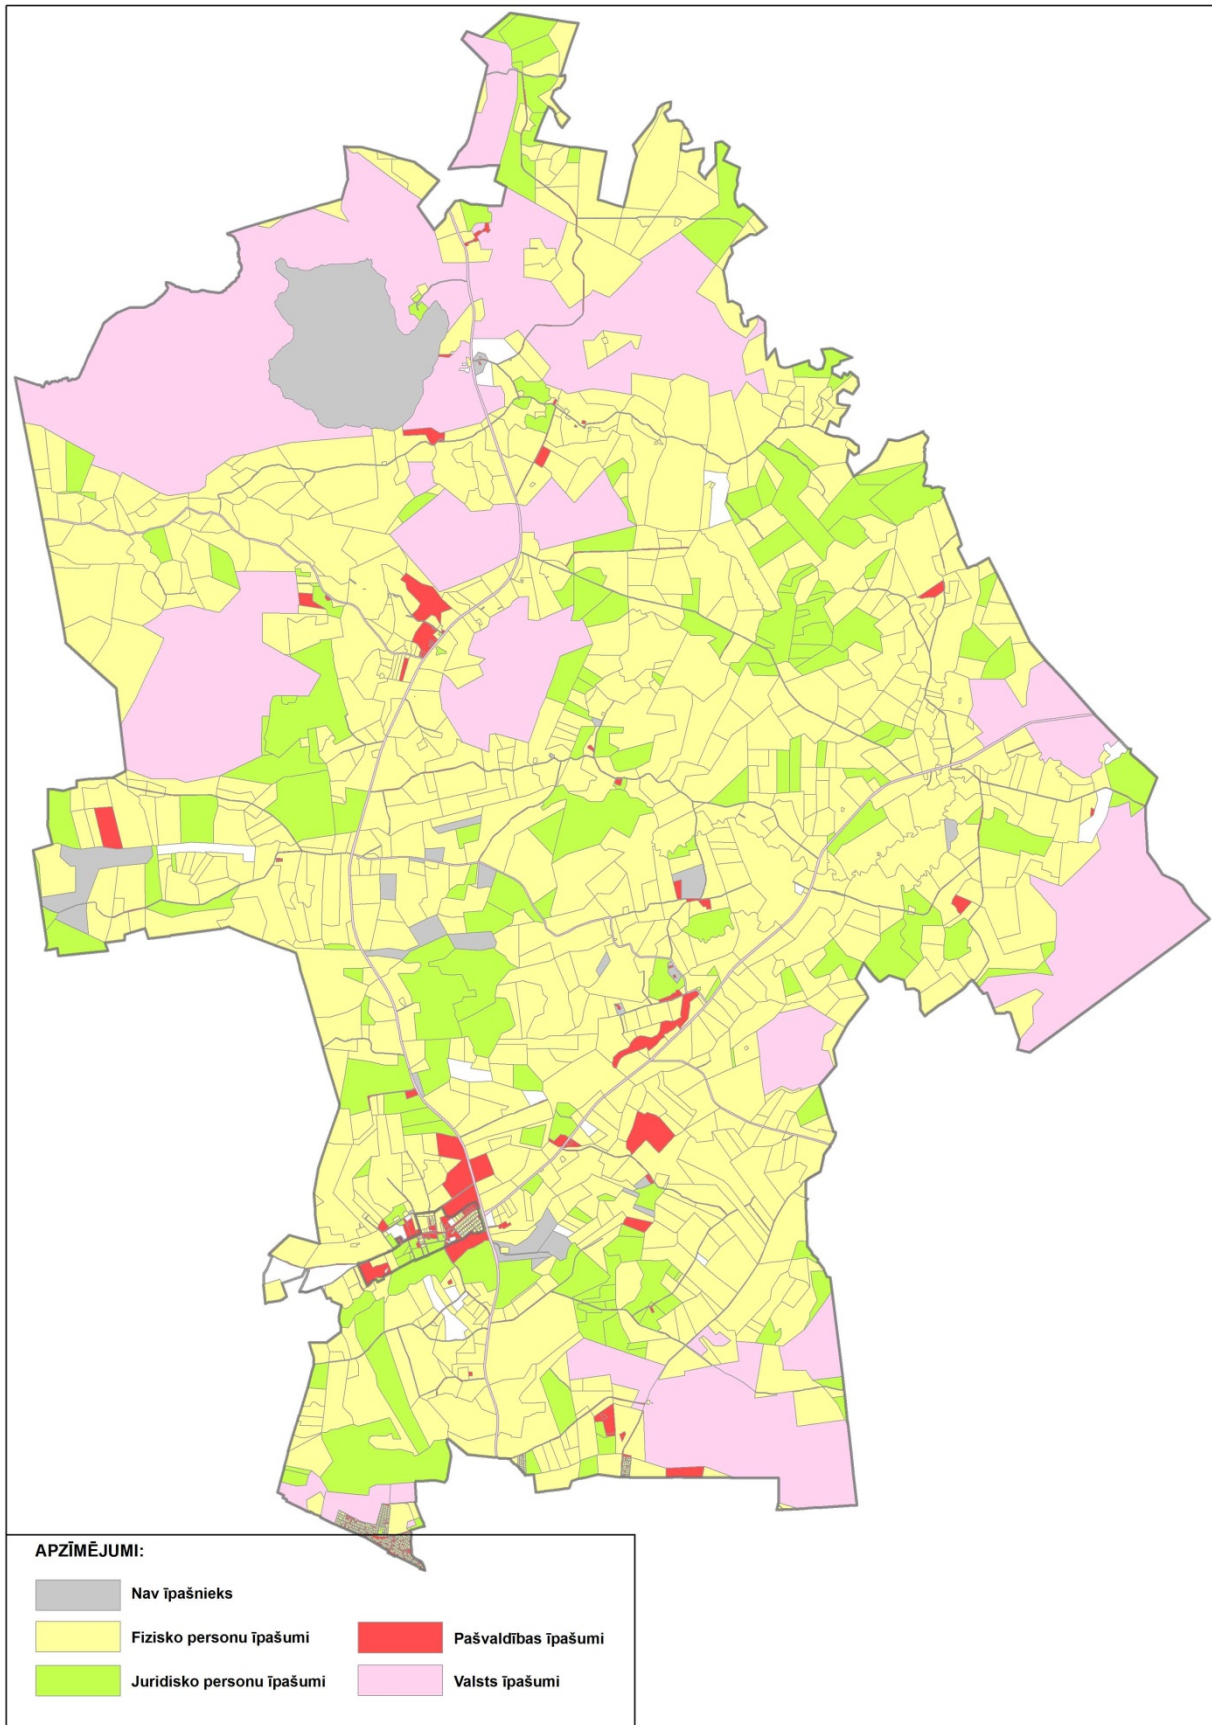 APZĪMĒJUMI:
Nav īpašnieks
Fizisko personu īpašumi
Juridisko personu īpašumi
Pašvaldības īpašumi
Valsts īpašumi